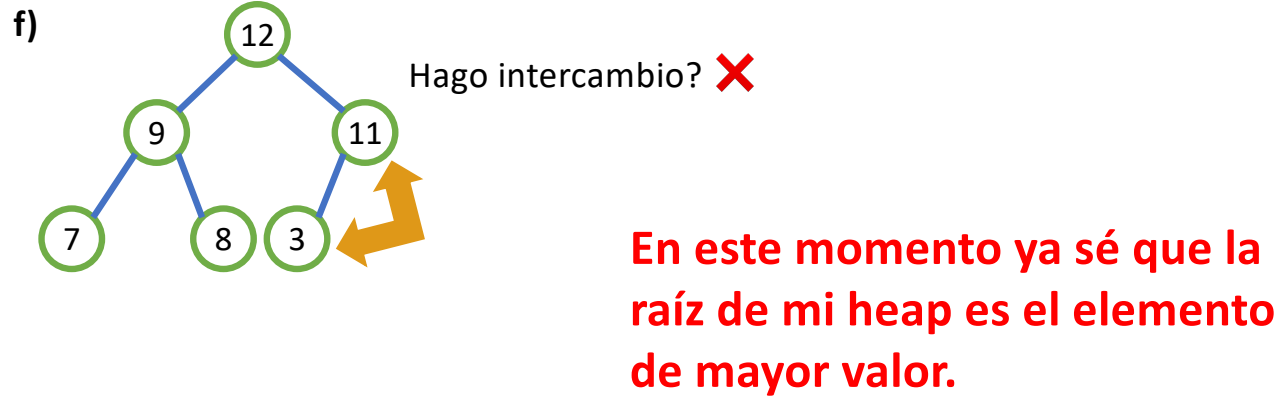 f)
12
Hago intercambio?
9
11
7
8
3
En este momento ya sé que la
raíz de mi heap es el elemento
de mayor valor.